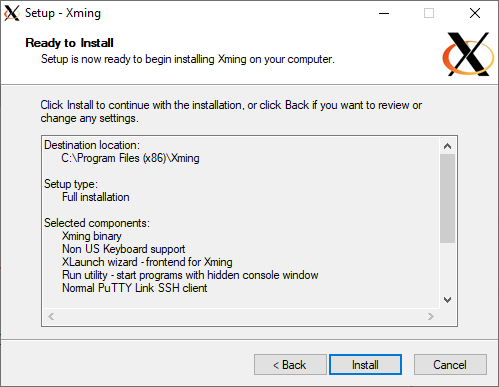 Setup - Xming
Ready to Install
Setup is now ready to begin installing Xming on your computer.
Click Install to continue with the installation, or click Back if you want to review or
change any settings.
Destination location:
C:\Program Files (x86)\Xming
Setup type:
Full installation
Selected components:
Xming binary
Non US Keyboard support
XLaunch wizard - frontend for Xming
Run utility - start programs with hidden console window
Normal PuTTY Link SSH client
< Back
Install
Cancel